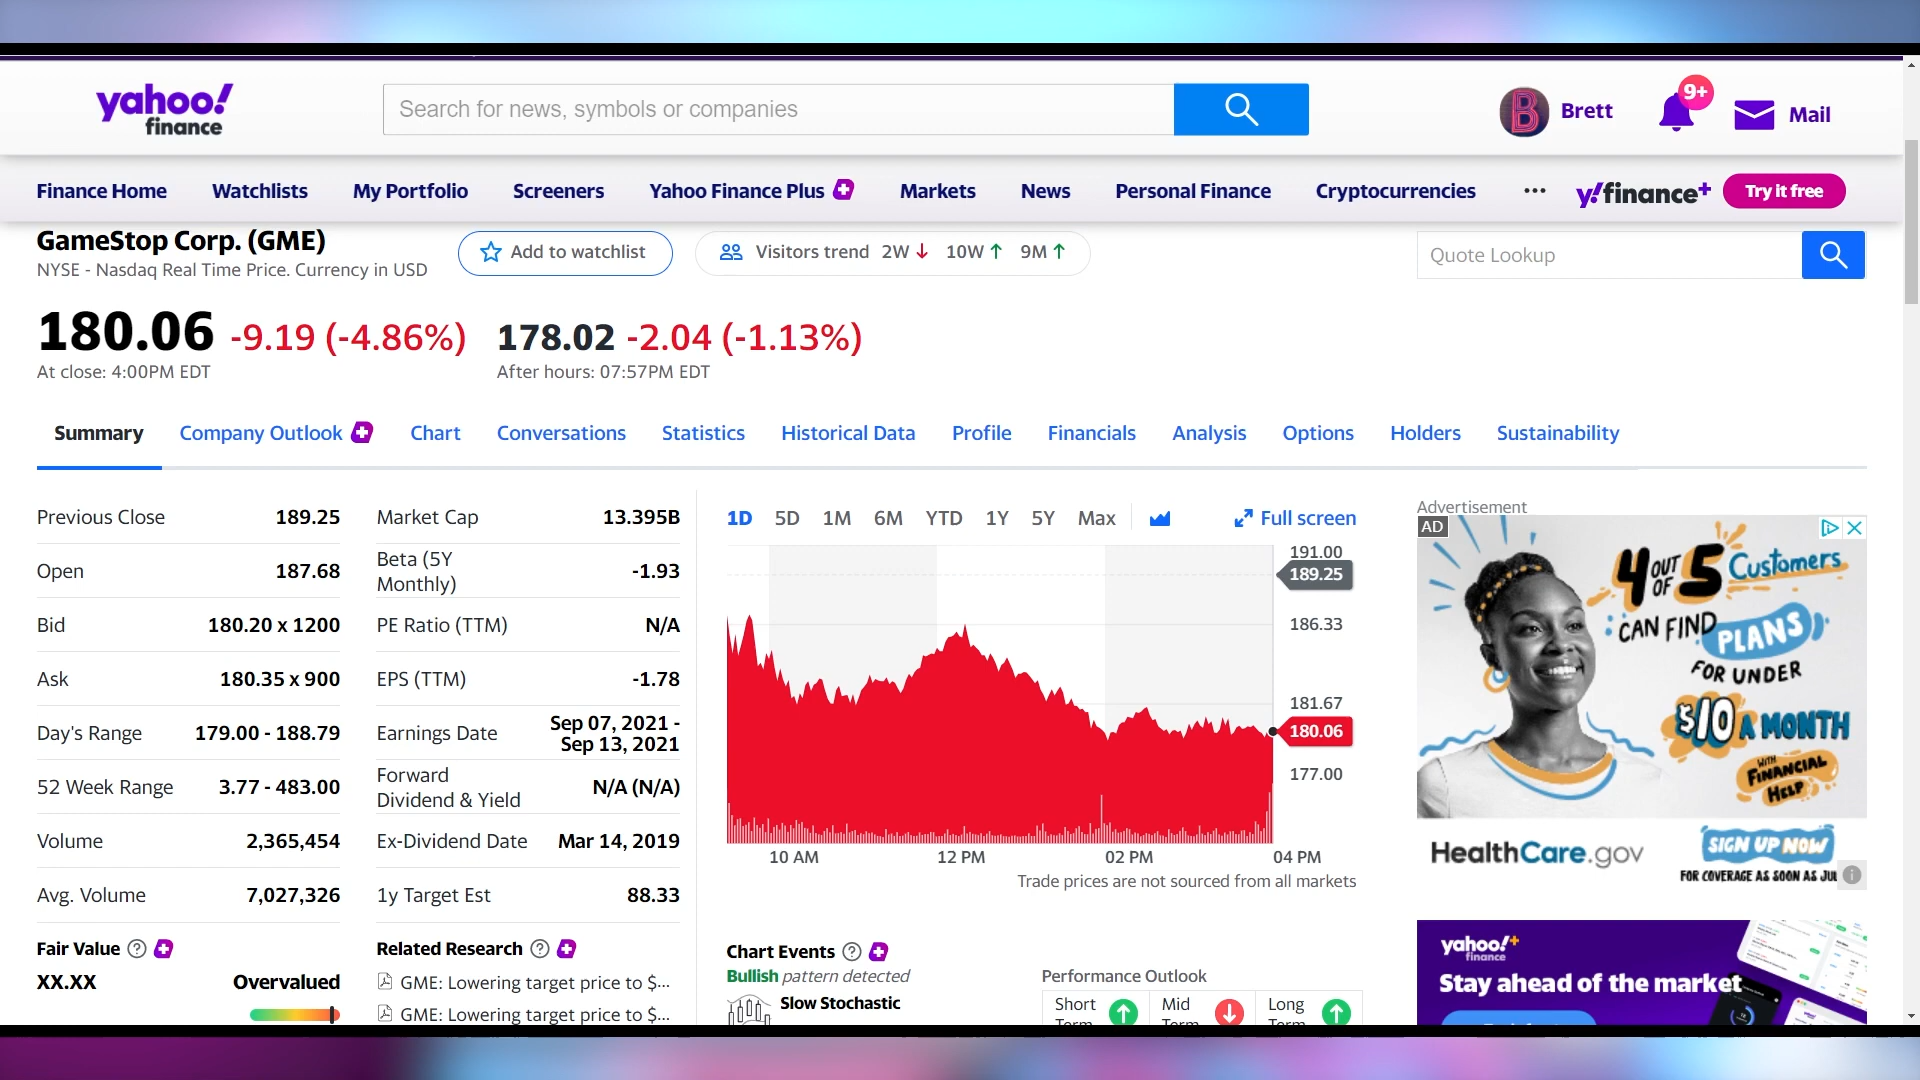 yahoo!
finance
Search for news, symbols or companies
B
Brett
9+
Mail
Finance Home
Watchlists
My Portfolio
Screeners
Yahoo Finance Plus
Markets
News
Personal Finance
Cryptocurrencies
...
y!finance+
Try it free
GameStop Corp. (GME)
NYSE - Nasdaq Real Time Price. Currency in USD
Add to watchlist
Visitors trend 2W ↓ 10W ↑ 9M ↑
Quote Lookup
180.06 -9.19 (-4.86%)
At close: 4:00PM EDT
178.02 -2.04 (-1.13%)
After hours: 07:57PM EDT
Summary
Company Outlook
Chart
Conversations
Statistics
Historical Data
Profile
Financials
Analysis
Options
Holders
Sustainability
Previous Close 189.25
Open 187.68
Bid 180.20 x 1200
Ask 180.35 x 900
Day's Range 179.00 - 188.79
52 Week Range 3.77 - 483.00
Volume 2,365,454
Avg. Volume 7,027,326
Market Cap 13.395B
Beta (5Y
Monthly) -1.93
PE Ratio (TTM) N/A
EPS (TTM) -1.78
Earnings Date Sep 07, 2021 -
Sep 13, 2021
Forward
Dividend & Yield N/A (N/A)
Ex-Dividend Date Mar 14, 2019
1y Target Est 88.33
Fair Value
XX.XX Overvalued
Related Research
GME: Lowering target price to $...
GME: Lowering target price to $...
1D 5D 1M 6M YTD 1Y 5Y Max
Full screen
191.00
189.25
186.33
181.67
180.06
177.00
10 AM 12 PM 02 PM 04 PM
Trade prices are not sourced from all markets
Chart Events
Bullish pattern detected
Slow Stochastic
Performance Outlook
Short
Term
Mid
Term
Long
Term
Advertisement
AD
4 OUT OF 5 Customers
CAN FIND PLANS
FOR UNDER
$10 A MONTH
WITH
FINANCIAL
HELP
HealthCare.gov
SIGN UP NOW
FOR COVERAGE AS SOON AS JUL
yahoo!+
finance
Stay ahead of the market